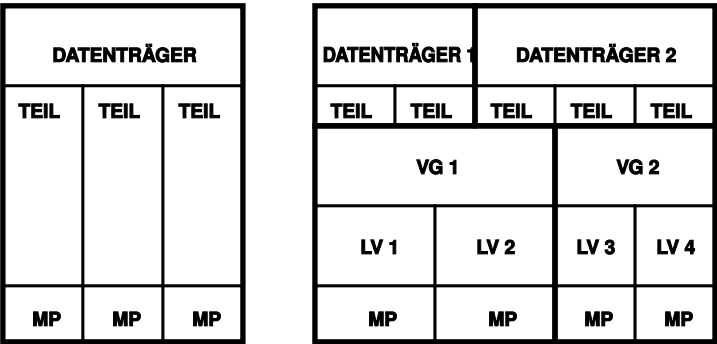 DATENTRÄGER
TEIL TEIL TEIL
MP MP MP
DATENTRÄGER 1 DATENTRÄGER 2
TEIL TEIL TEIL TEIL TEIL
VG 1 VG 2
LV 1 LV 2 LV 3 LV 4
MP MP MP MP